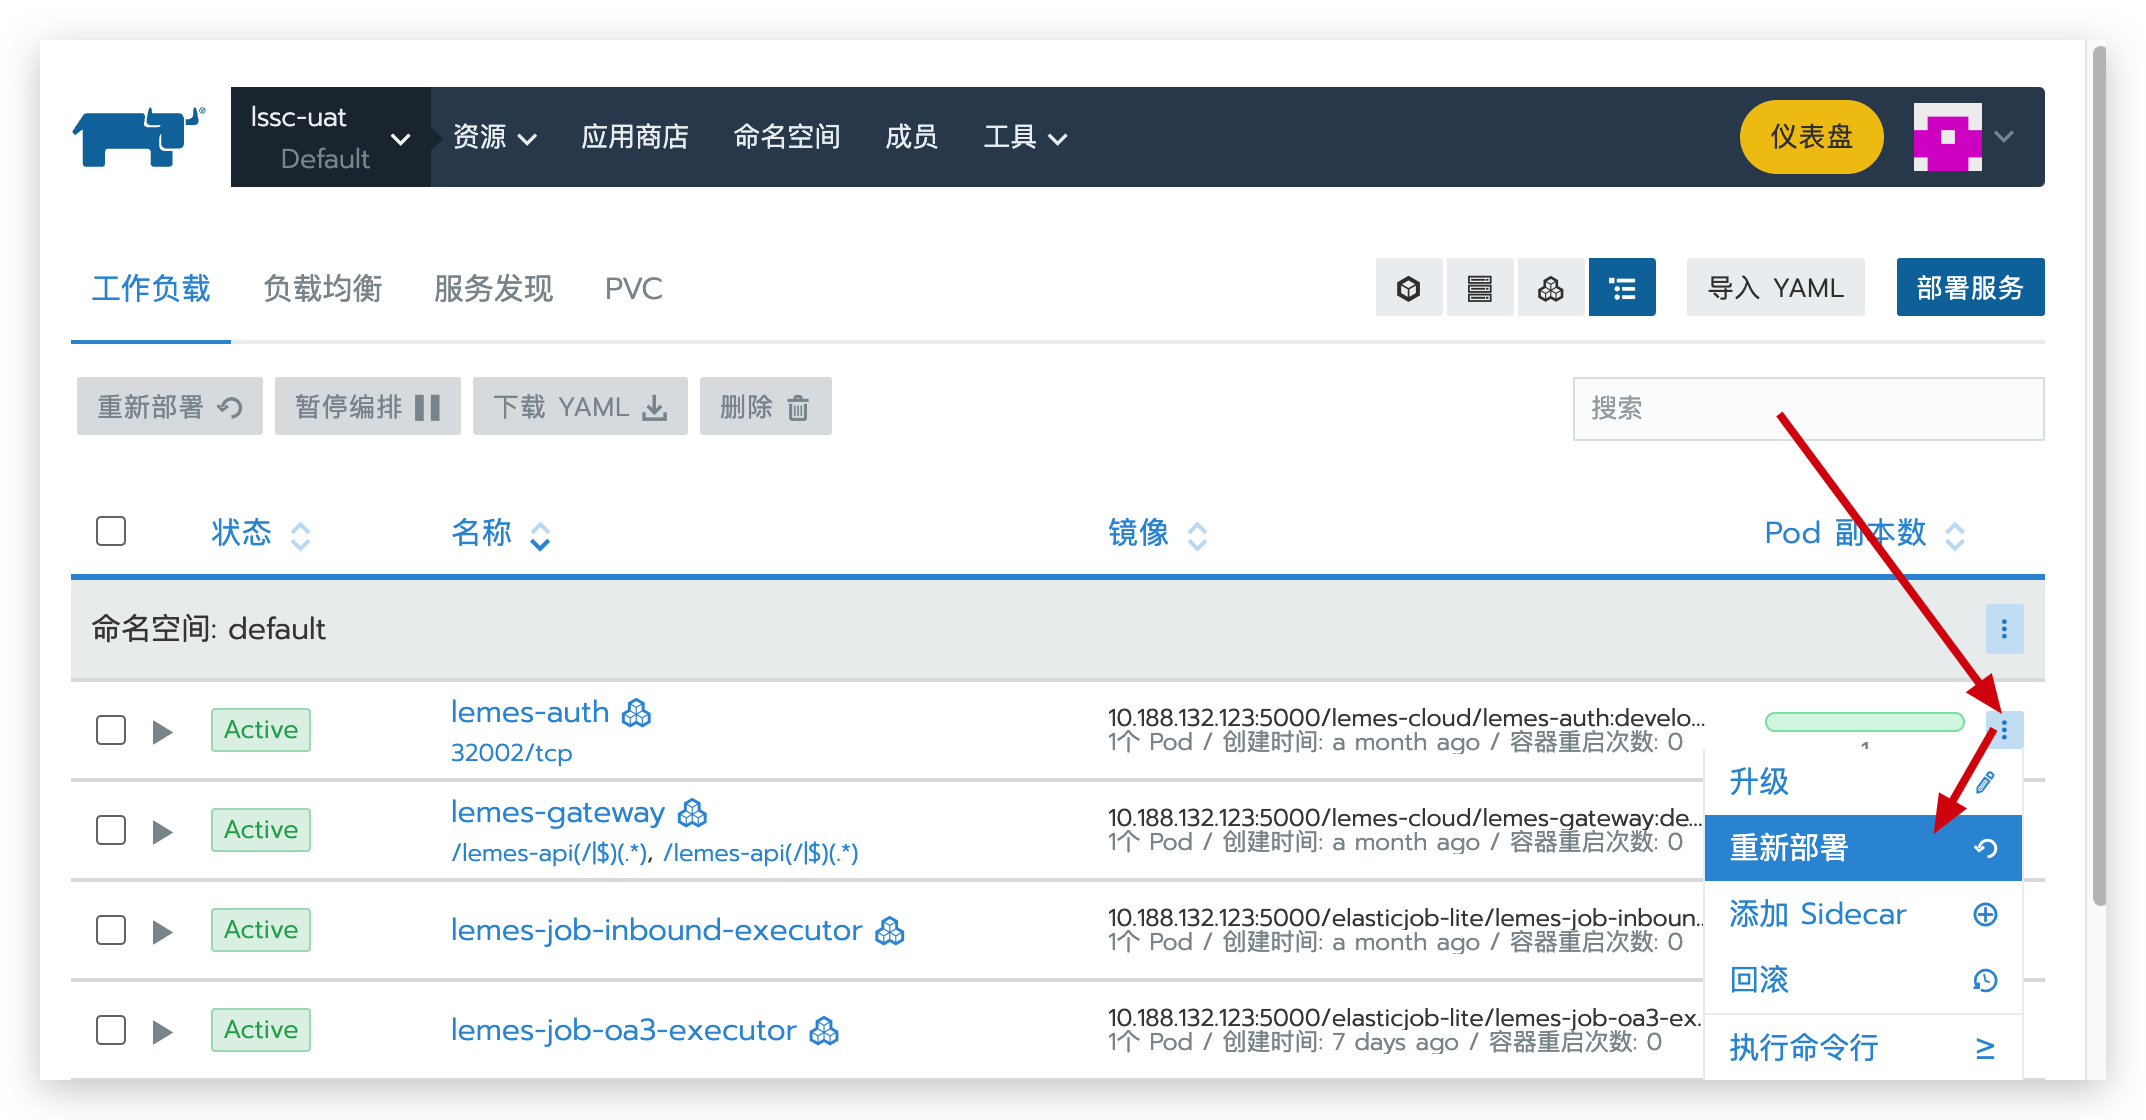 lssc-uat
Default
资源
应用商店
命名空间
成员
工具
仪表盘
工作负载
负载均衡
服务发现
PVC
导入 YAML
部署服务
重新部署
暂停编排
下载 YAML
删除
搜索
状态
名称
镜像
Pod 副本数
命名空间: default
Active
lemes-auth
32002/tcp
10.188.132.123:5000/lemes-cloud/lemes-auth:develo...
1个 Pod / 创建时间: a month ago / 容器重启次数: 0
1
Active
lemes-gateway
/lemes-api(/|$)(.*), /lemes-api(/|$)(.*)
10.188.132.123:5000/lemes-cloud/lemes-gateway:de...
1个 Pod / 创建时间: a month ago / 容器重启次数: 0
Active
lemes-job-inbound-executor
10.188.132.123:5000/elasticjob-lite/lemes-job-inboun...
1个 Pod / 创建时间: a month ago / 容器重启次数: 0
Active
lemes-job-oa3-executor
10.188.132.123:5000/elasticjob-lite/lemes-job-oa3-ex...
1个 Pod / 创建时间: 7 days ago / 容器重启次数: 0
升级
重新部署
添加 Sidecar
回滚
执行命令行